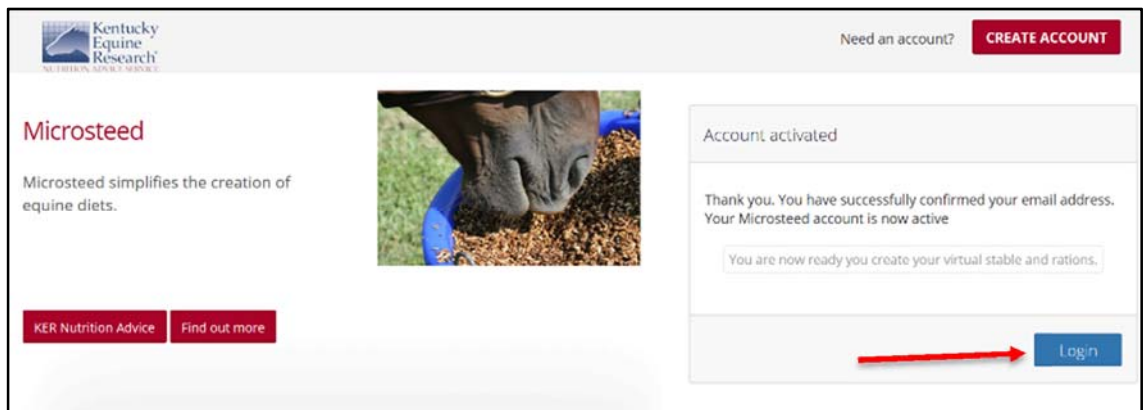 Kentucky
Equine
Research
NUTRITION ADVICE SERVICE
Need an account?
CREATE ACCOUNT
Microsteed
Microsteed simplifies the creation of
equine diets.
KER Nutrition Advice
Find out more
Account activated
Thank you. You have successfully confirmed your email address.
Your Microsteed account is now active
You are now ready you create your virtual stable and rations.
Login